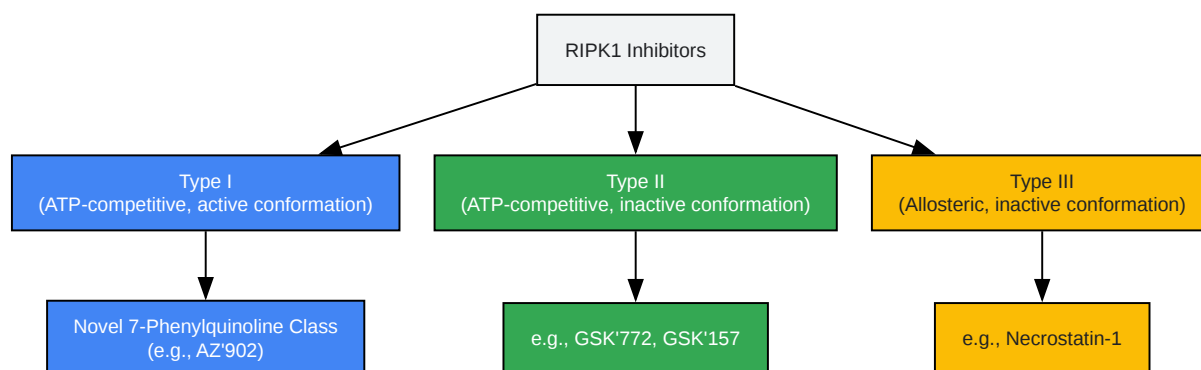 RIPK1 Inhibitors
Type I
(ATP-competitive, active conformation)
Type II
(ATP-competitive, inactive conformation)
Type III
(Allosteric, inactive conformation)
Novel 7-Phenylquinoline Class
(e.g., AZ'902)
e.g., GSK'772, GSK'157
e.g., Necrostatin-1